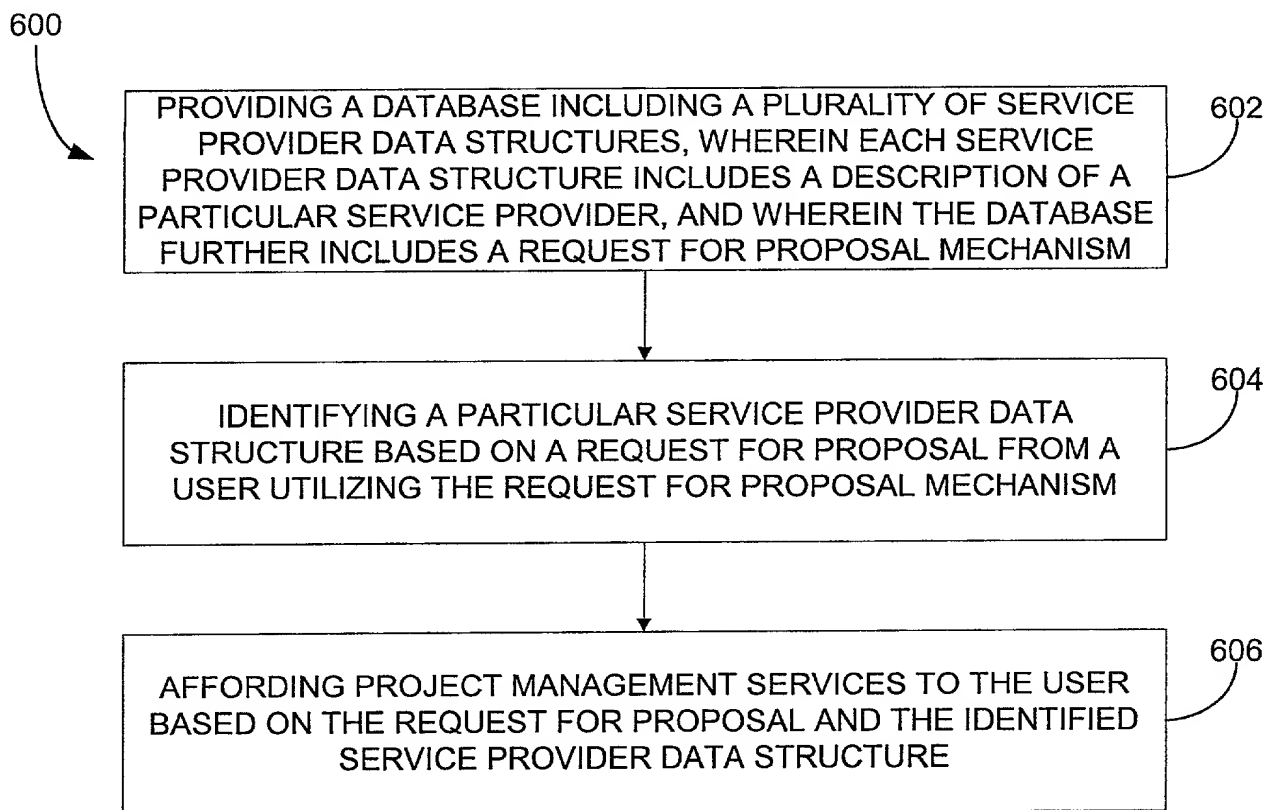 600
PROVIDING A DATABASE INCLUDING A PLURALITY OF SERVICE
PROVIDER DATA STRUCTURES, WHEREIN EACH SERVICE
PROVIDER DATA STRUCTURE INCLUDES A DESCRIPTION OF A
PARTICULAR SERVICE PROVIDER, AND WHEREIN THE DATABASE
FURTHER INCLUDES A REQUEST FOR PROPOSAL MECHANISM
602
IDENTIFYING A PARTICULAR SERVICE PROVIDER DATA
STRUCTURE BASED ON A REQUEST FOR PROPOSAL FROM A
USER UTILIZING THE REQUEST FOR PROPOSAL MECHANISM
604
AFFORDING PROJECT MANAGEMENT SERVICES TO THE USER
BASED ON THE REQUEST FOR PROPOSAL AND THE IDENTIFIED
SERVICE PROVIDER DATA STRUCTURE
606